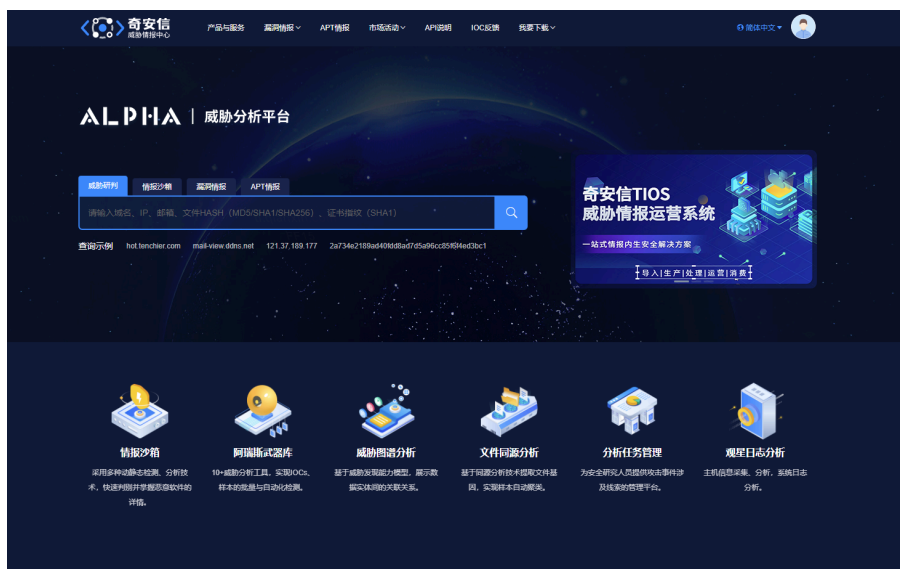 奇安信
威胁情报中心
产品与服务 漏洞情报 APT情报 市场活动 API说明 IOC反馈 我要下载
简体中文
ALPHA | 威胁分析平台
威胁研判 情报沙箱 漏洞情报 APT情报
请输入域名、IP、邮箱、文件HASH（MD5/SHA1/SHA256）、证书指纹（SHA1）
查询示例 hot.tenchier.com mail-view.ddns.net 121.37.189.177
奇安信TIOS
威胁情报运营系统
一站式情报内生安全解决方案
导入|生产|处理|运营|消费
情报沙箱
采用多种动静态检测、分析技
术，快速判别并掌握恶意软件的
详情。
阿瑞斯武器库
10+威胁分析工具，实现IOCs、
样本的批量与自动化检测。
威胁图谱分析
基于威胁发现能力模型，展示数
据实体间的关联关系。
文件同源分析
基于同源分析技术提取文件基
因，实现样本自动聚类。
分析任务管理
为安全研究人员提供攻击事件涉
及线索的管理平台。
观星日志分析
主机信息采集、分析，系统日志
分析。